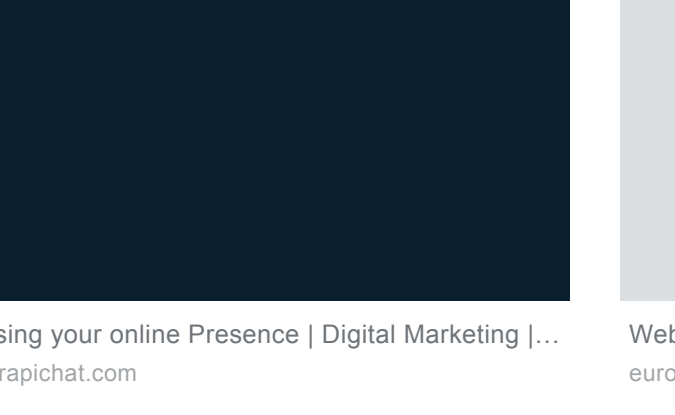 sing your online Presence | Digital Marketing |…
rapichat.com
Web
euro